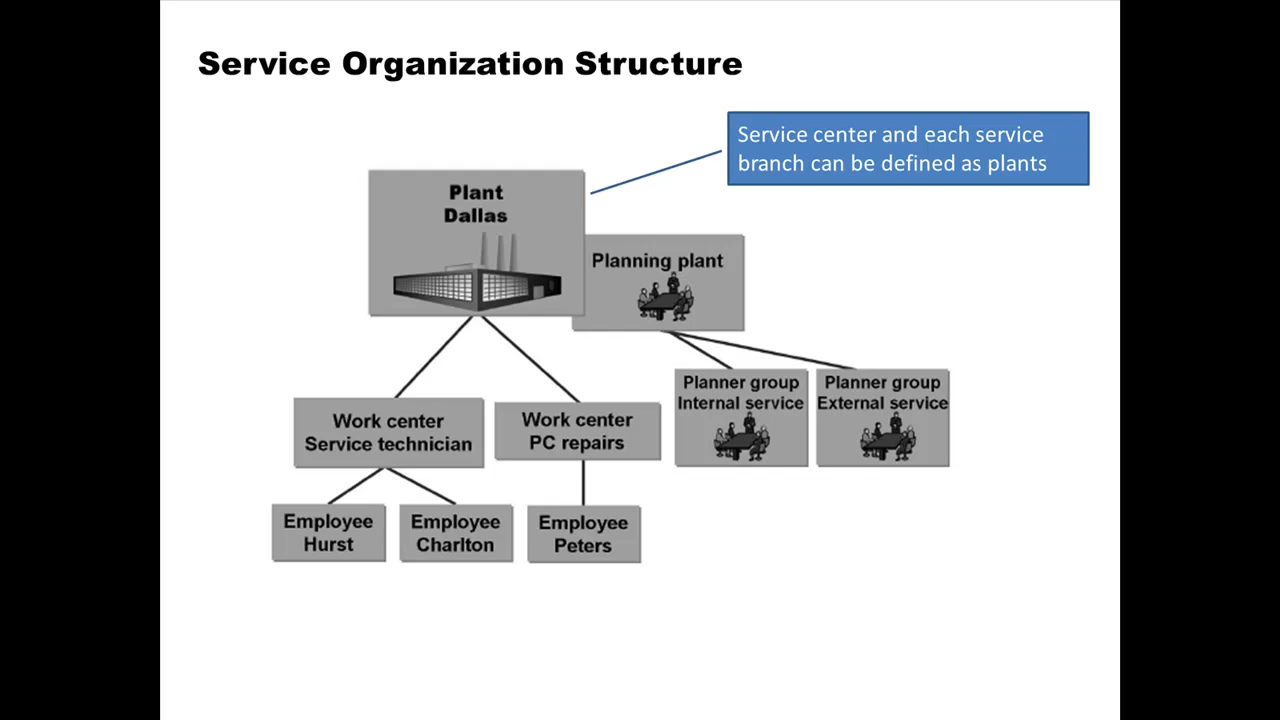 Service Organization Structure
Service center and each service
branch can be defined as plants
Plant
Dallas
Planning plant
Planner group
Internal service
Planner group
External service
Work center
Service technician
Work center
PC repairs
Employee
Hurst
Employee
Charlton
Employee
Peters